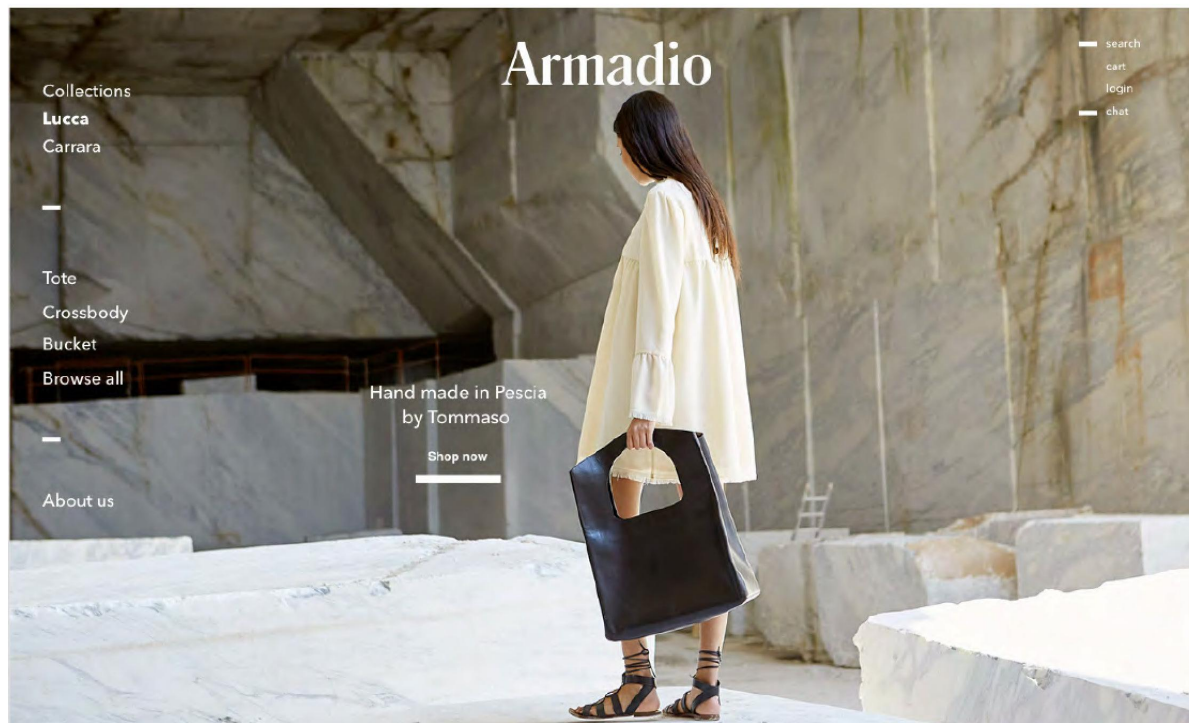 Armadio
Collections
Lucca
Carrara
Tote
Crossbody
Bucket
Browse all
About us
Hand made in Pescia
by Tommaso
Shop now
search
cart
login
chat